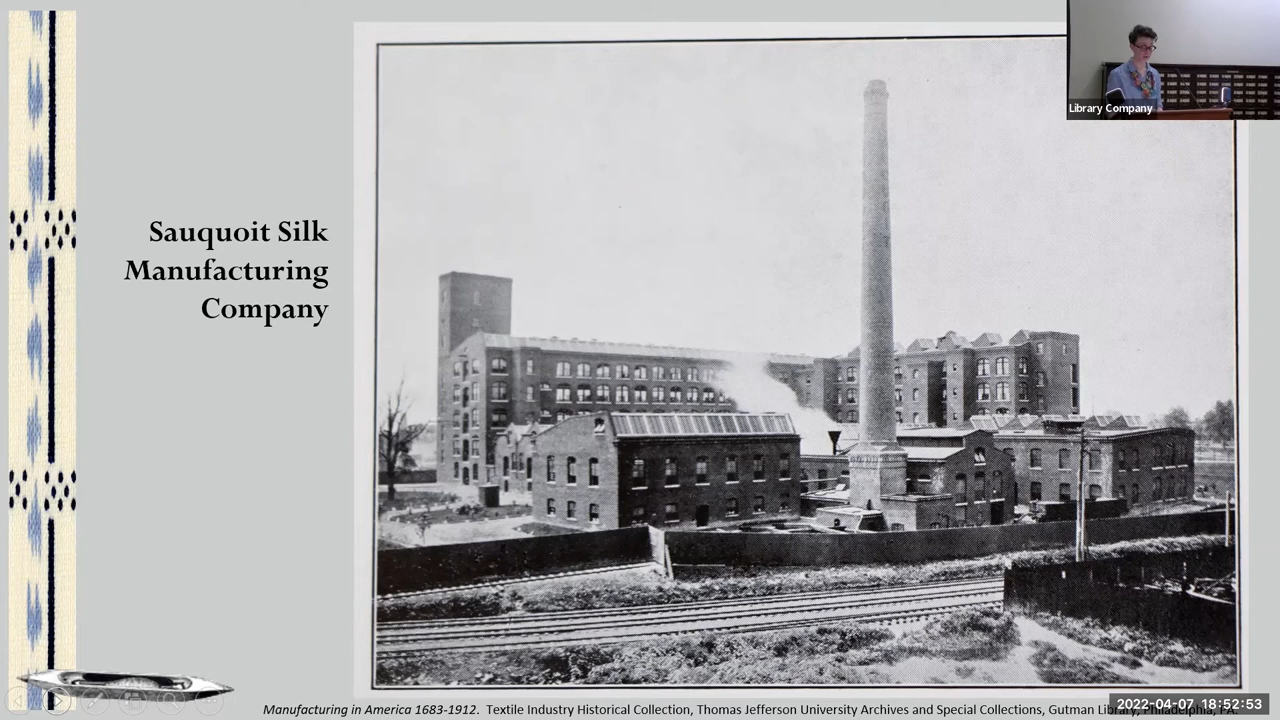 Sauquoit Silk
Manufacturing
Company
Library Company
Manufacturing in America 1683-1912. Textile Industry Historical Collection, Thomas Jefferson University Archives and Special Collections, Gutman Library, Philadelphia, PA.
2022-04-07 18:52:53